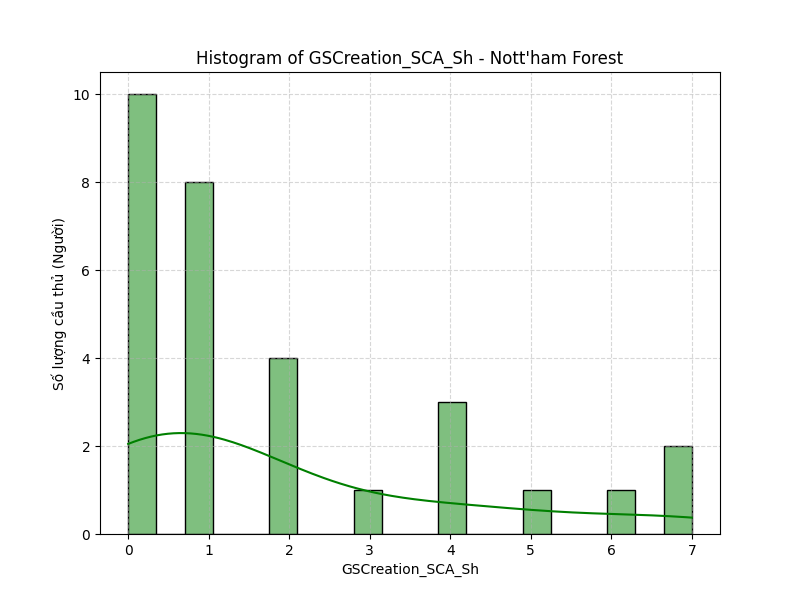 Histogram of GSCreation_SCA_Sh - Nott'ham Forest
10
8
6
4
2
0
Số lượng cầu thủ (Người)
0 1 2 3 4 5 6 7
GSCreation_SCA_Sh